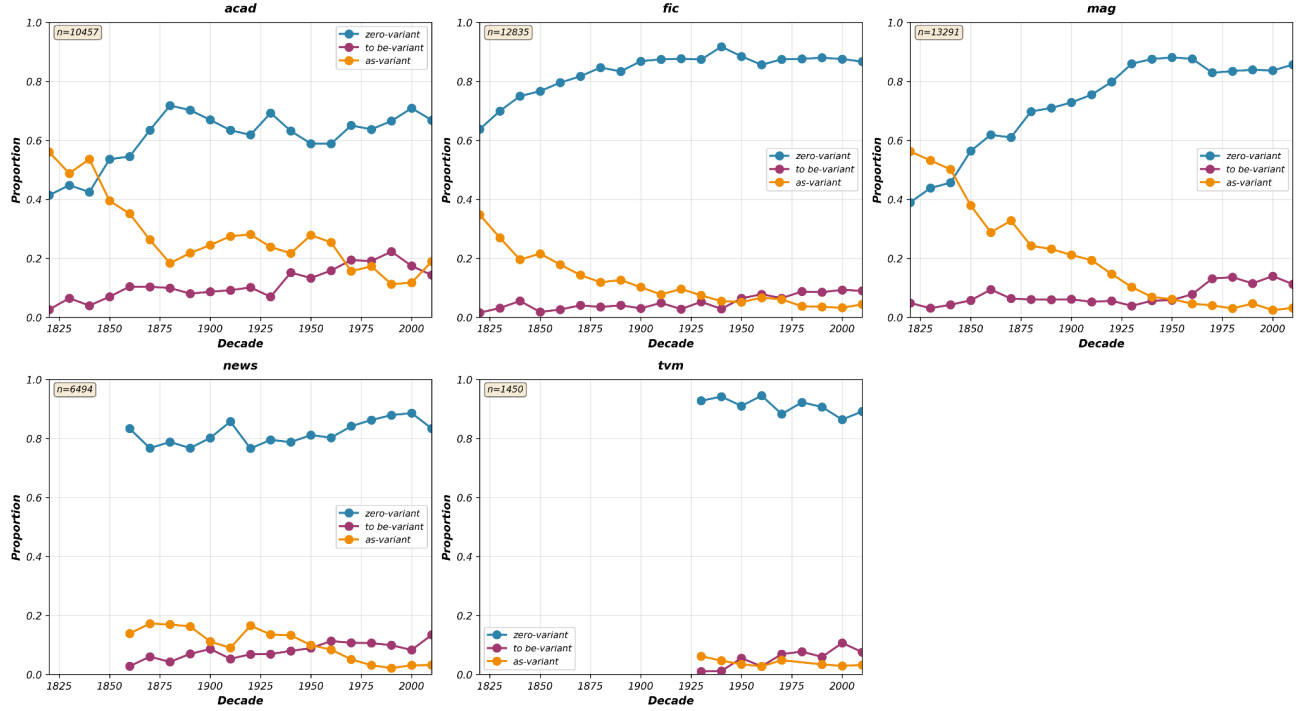 acad
n=10457
zero-variant
to be-variant
as-variant
1.0
0.8
0.6
0.4
0.2
0.0
Proportion
1825 1850 1875 1900 1925 1950 1975 2000
Decade
fic
n=12835
zero-variant
to be-variant
as-variant
1.0
0.8
0.6
0.4
0.2
0.0
Proportion
1825 1850 1875 1900 1925 1950 1975 2000
Decade
mag
n=13291
zero-variant
to be-variant
as-variant
1.0
0.8
0.6
0.4
0.2
0.0
Proportion
1825 1850 1875 1900 1925 1950 1975 2000
Decade
news
n=6494
zero-variant
to be-variant
as-variant
1.0
0.8
0.6
0.4
0.2
0.0
Proportion
1825 1850 1875 1900 1925 1950 1975 2000
Decade
tvm
n=1450
zero-variant
to be-variant
as-variant
1.0
0.8
0.6
0.4
0.2
0.0
Proportion
1825 1850 1875 1900 1925 1950 1975 2000
Decade